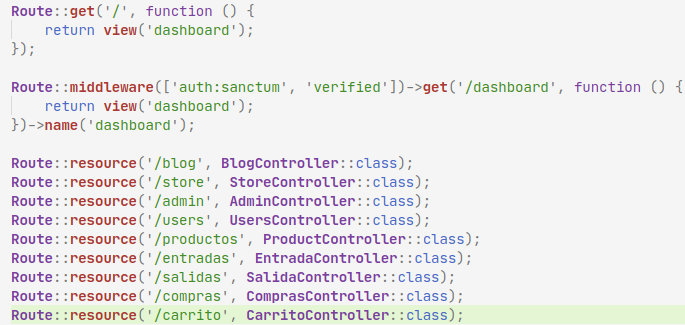 Route::get('/', function () {
    return view('dashboard');
});

Route::middleware(['auth:sanctum', 'verified'])->get('/dashboard', function () {
    return view('dashboard');
})->name('dashboard');

Route::resource('/blog', BlogController::class);
Route::resource('/store', StoreController::class);
Route::resource('/admin', AdminController::class);
Route::resource('/users', UsersController::class);
Route::resource('/productos', ProductController::class);
Route::resource('/entradas', EntradaController::class);
Route::resource('/salidas', SalidaController::class);
Route::resource('/compras', ComprasController::class);
Route::resource('/carrito', CarritoController::class);